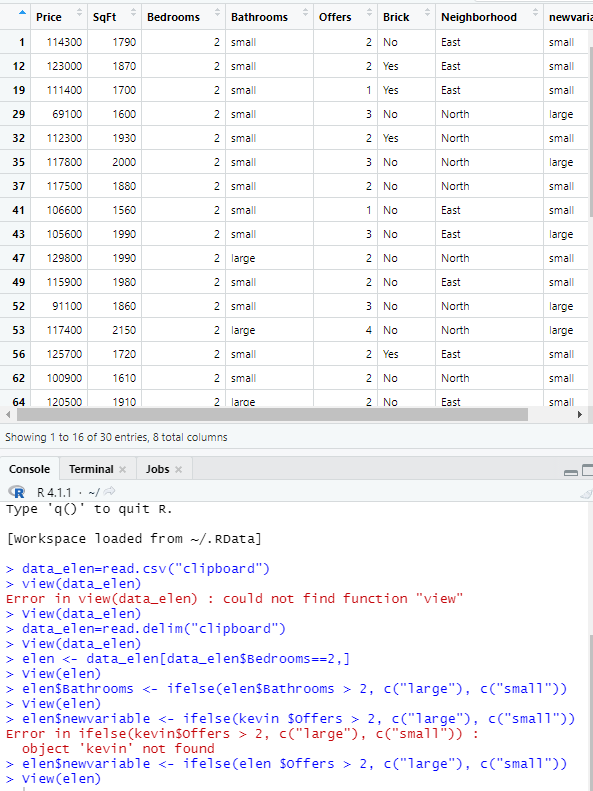 Price SqFt Bedrooms Bathrooms Offers Brick Neighborhood newvaria
1 114300 1790 2 small 2 No East small
12 123000 1870 2 small 2 Yes East small
19 111400 1700 2 small 1 Yes East small
29 69100 1600 2 small 3 No North large
32 112300 1930 2 small 2 Yes North small
35 117800 2000 2 small 3 No North large
37 117500 1880 2 small 2 No North small
41 106600 1560 2 small 1 No East small
43 105600 1990 2 small 3 No East large
47 129800 1990 2 large 2 No North small
49 115900 1980 2 small 2 No East small
52 91100 1860 2 small 3 No North large
53 117400 2150 2 large 4 No North large
56 125700 1720 2 small 2 Yes East small
62 100900 1610 2 small 2 No North small
64 120500 1910 2 large 2 No East small
Showing 1 to 16 of 30 entries, 8 total columns
Console Terminal Jobs
R R 4.1.1 · ~/
Type 'q()' to quit R.
[Workspace loaded from ~/.RData]
> data_elen=read.csv("clipboard")
> view(data_elen)
Error in view(data_elen) : could not find function "view"
> View(data_elen)
> data_elen=read.delim("clipboard")
> View(data_elen)
> elen <- data_elen[data_elen$Bedrooms==2,]
> View(elen)
> elen$Bathrooms <- ifelse(elen$Bathrooms > 2, c("large"), c("small"))
> View(elen)
> elen$newvariable <- ifelse(kevin $Offers > 2, c("large"), c("small"))
Error in ifelse(kevin$Offers > 2, c("large"), c("small")) :
object 'kevin' not found
> elen$newvariable <- ifelse(elen $Offers > 2, c("large"), c("small"))
> View(elen)